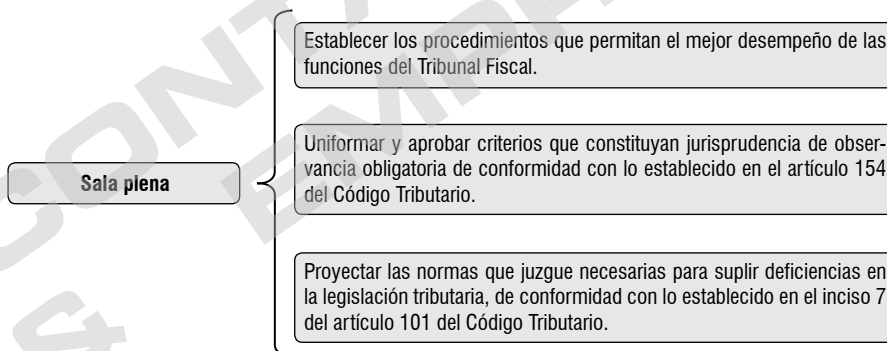 Establecer los procedimientos que permitan el mejor desempeño de las
funciones del Tribunal Fiscal.
Uniformar y aprobar criterios que constituyan jurisprudencia de obser-
vancia obligatoria de conformidad con lo establecido en el artículo 154
del Código Tributario.
Sala plena
Proyectar las normas que juzgue necesarias para suplir deficiencias en
la legislación tributaria, de conformidad con lo establecido en el inciso 7
del artículo 101 del Código Tributario.